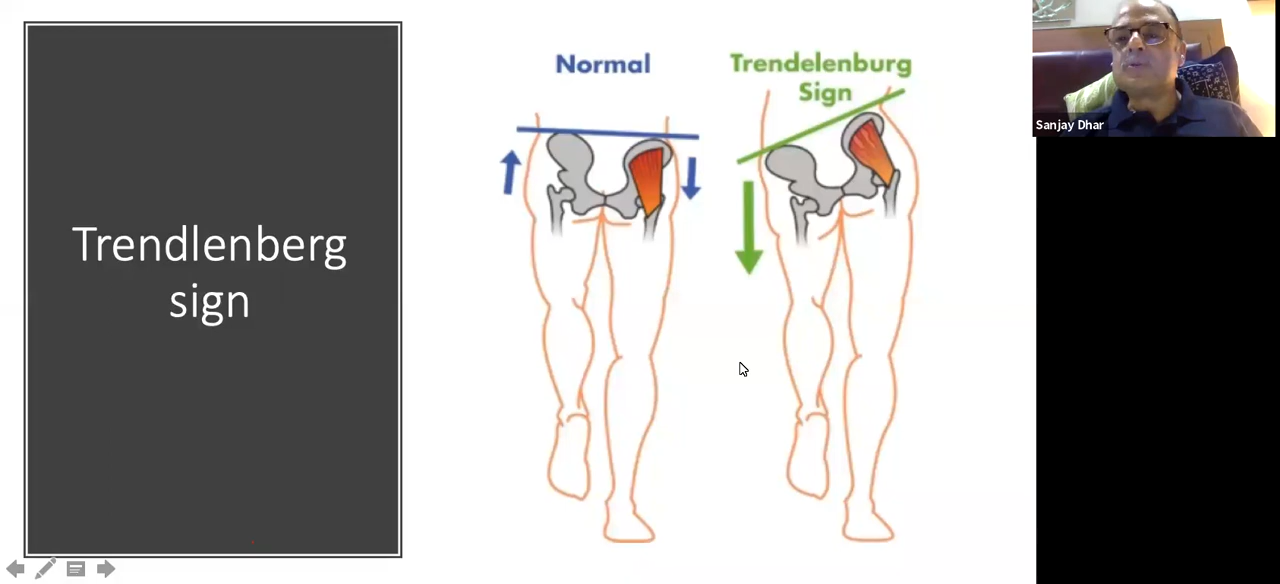 Trendlenberg
sign
Normal
Trendelenburg
Sign
Sanjay Dhar